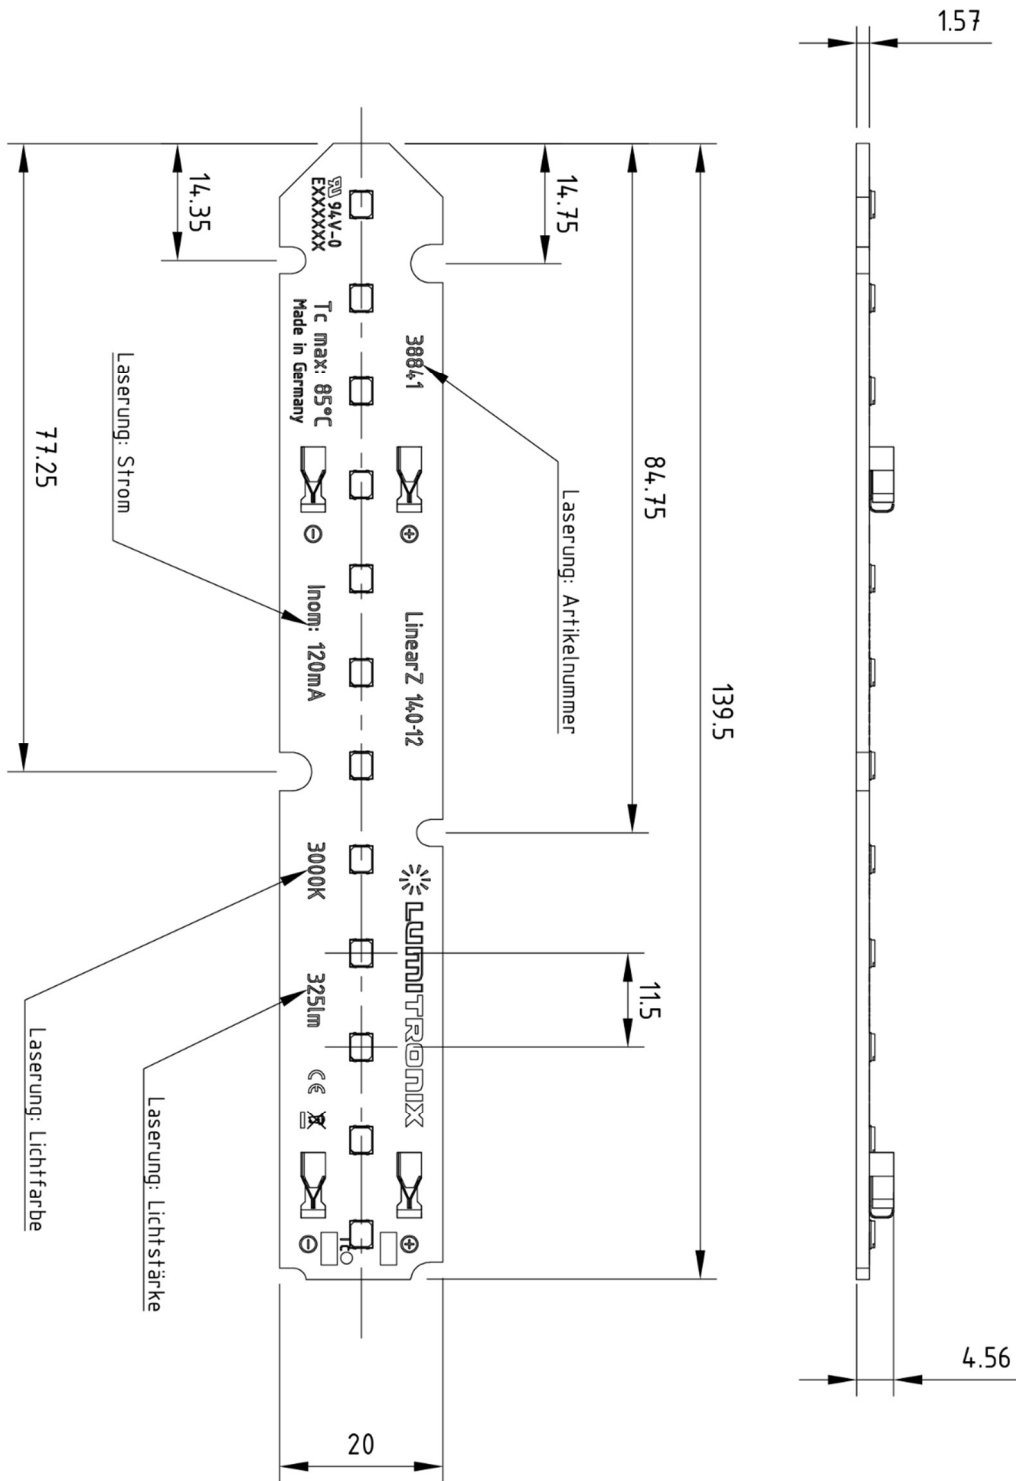 1.57
14.35
14.75
77.25
84.75
139.5
11.5
4.56
20
94V-0
EXXXXXX
Tc max: 85°C
Made in Germany
38841
Laserung: Strom
Laserung: Artikelnummer
Inom: 120mA
LinearZ 140-12
3000K
325lm
LUMITRONIX
CE
Tc
Laserung: Lichtfarbe
Laserung: Lichtstärke